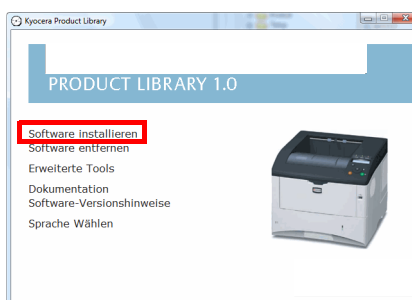 Kyocera Product Library
PRODUCT LIBRARY 1.0
Software installieren
Software entfernen
Erweiterte Tools
Dokumentation
Software-Versionshinweise
Sprache Wählen